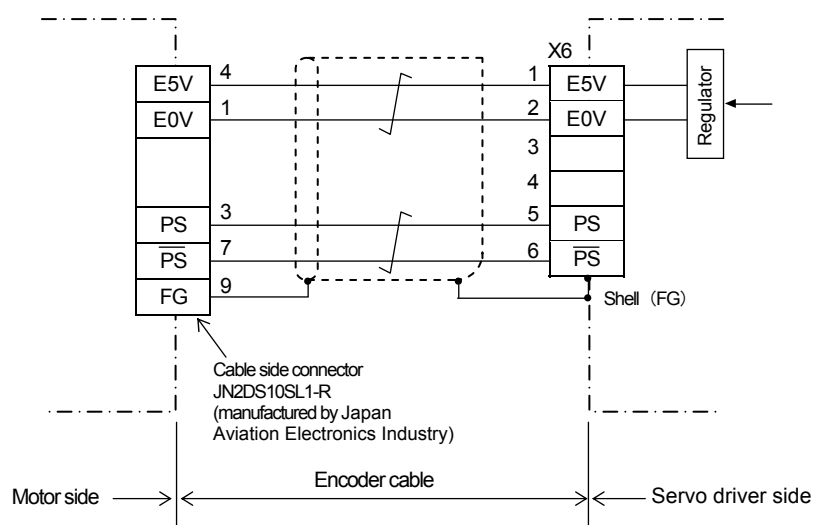 X6
E5V 4 1 E5V
E0V 1 2 E0V
3
4
PS 3 5 PS
P̅S̅ 7 6 P̅S̅
FG 9
Regulator
Shell (FG)
Cable side connector
JN2DS10SL1-R
(manufactured by Japan
Aviation Electronics Industry)
Motor side
Encoder cable
Servo driver side